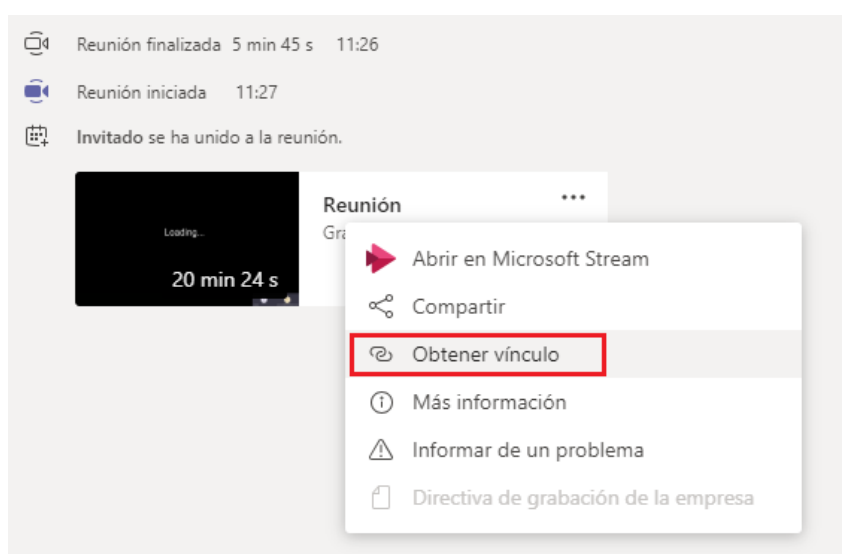 Reunión finalizada 5 min 45 s 11:26
Reunión iniciada 11:27
Invitado se ha unido a la reunión.
Loading...
20 min 24 s
Reunión
Abrir en Microsoft Stream
Compartir
Obtener vínculo
Más información
Informar de un problema
Directiva de grabación de la empresa